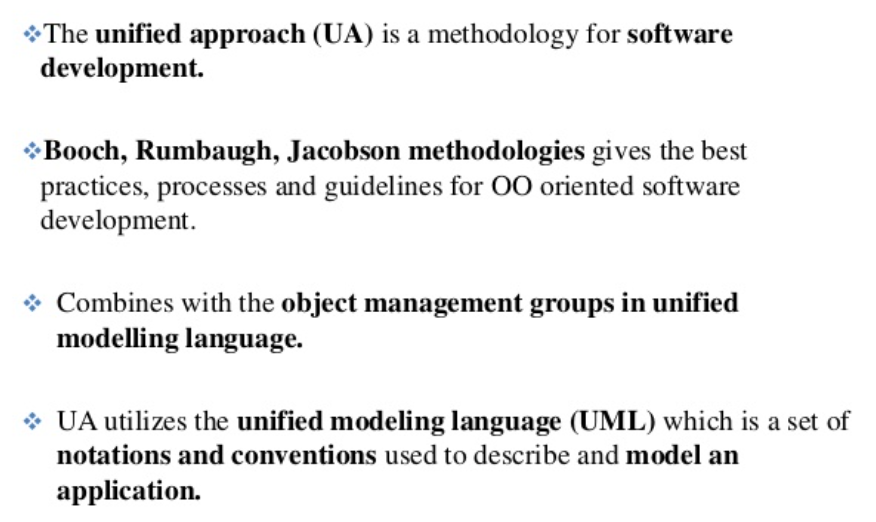 ❖The unified approach (UA) is a methodology for software
development.
❖Booch, Rumbaugh, Jacobson methodologies gives the best
practices, processes and guidelines for OO oriented software
development.
❖ Combines with the object management groups in unified
modelling language.
❖ UA utilizes the unified modeling language (UML) which is a set of
notations and conventions used to describe and model an
application.